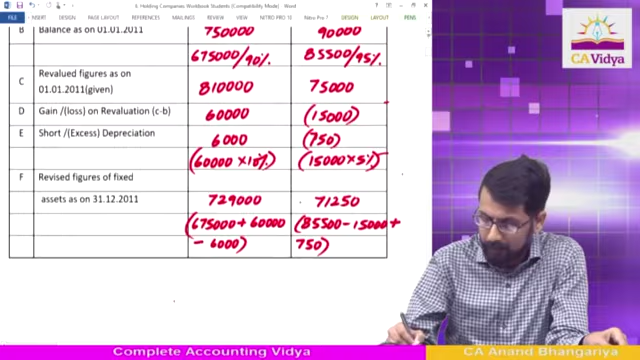 6. Holding Companies Workbook Students (Compatibility Mode) - Word
FILE HOME INSERT DESIGN PAGE LAYOUT REFERENCES MAILINGS REVIEW VIEW NITRO PRO 10 Nitro Pro 7 DESIGN LAYOUT PENS
B Balance as on 01.01.2011 750000 90000
675000/90% 85500/95%
C Revalued figures as on
01.01.2011(given) 810000 75000
D Gain /(loss) on Revaluation (c-b) 60000 (15000)
E Short /(Excess) Depreciation 6000 (750)
(60000 × 10%) (15000 × 5%)
F Revised figures of fixed
assets as on 31.12.2011 729000 71250
(675000 + 60000 (85500 - 15000 +
- 6000) 750)
CA Vidya
Complete Accounting Vidya CA Anand Bhangariya